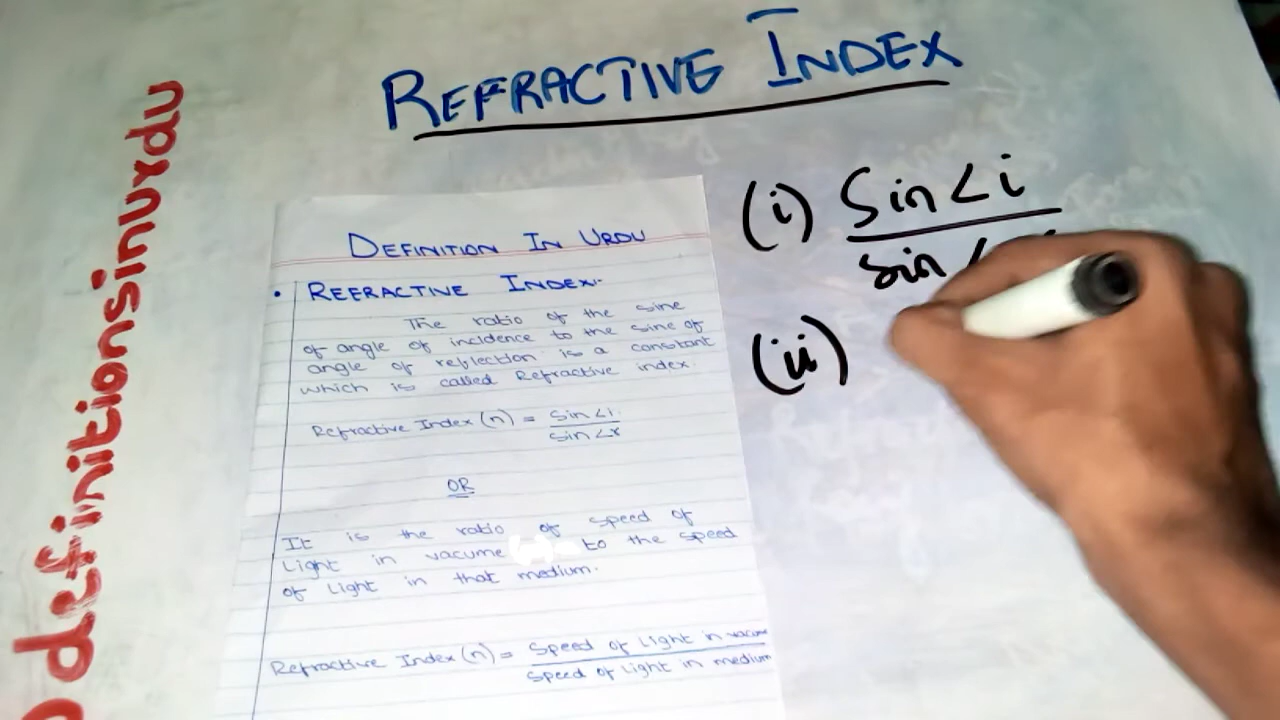 REFRACTIVE INDEX
definitionsinurdu
DEFINITION IN URDU
• REFRACTIVE INDEX:-
The ratio of the sine
of angle of incidence to the sine of
angle of reflection is a constant
which is called Refractive index.
Refractive Index (n) = Sin∠i
Sin∠r
OR
It is the ratio of speed of
Light in vacume to the speed
of Light in that medium.
Refractive Index (n) = Speed of Light in vacume
Speed of Light in medium
(i) Sin∠i
Sin∠
(ii)